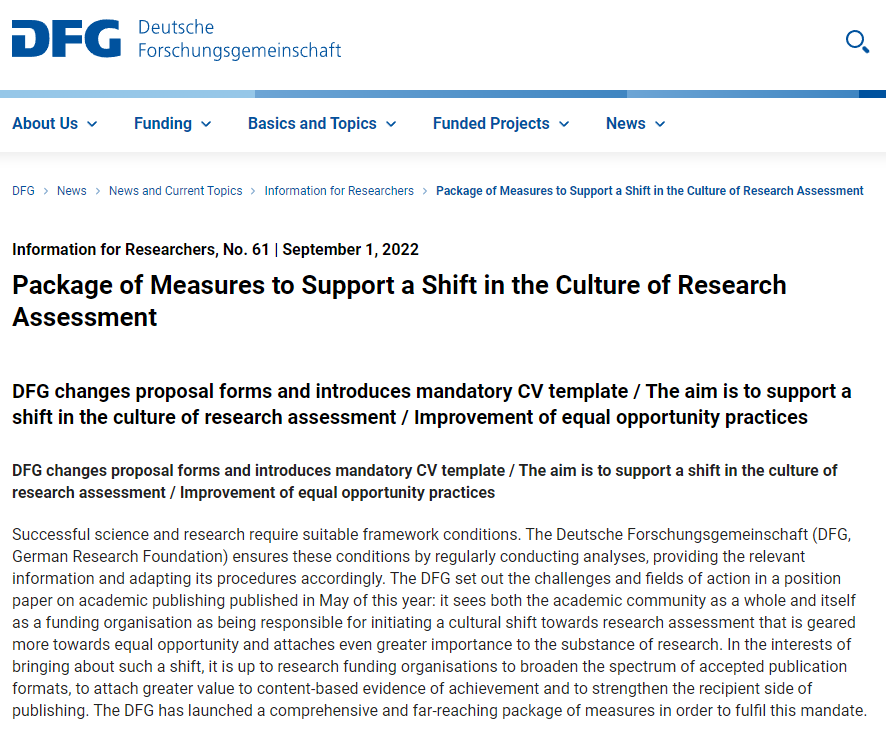 DFG Deutsche
Forschungsgemeinschaft
About Us Funding Basics and Topics Funded Projects News
DFG > News > News and Current Topics > Information for Researchers > Package of Measures to Support a Shift in the Culture of Research Assessment
Information for Researchers, No. 61 | September 1, 2022
Package of Measures to Support a Shift in the Culture of Research
Assessment
DFG changes proposal forms and introduces mandatory CV template / The aim is to support a
shift in the culture of research assessment / Improvement of equal opportunity practices
DFG changes proposal forms and introduces mandatory CV template / The aim is to support a shift in the culture of
research assessment / Improvement of equal opportunity practices
Successful science and research require suitable framework conditions. The Deutsche Forschungsgemeinschaft (DFG,
German Research Foundation) ensures these conditions by regularly conducting analyses, providing the relevant
information and adapting its procedures accordingly. The DFG set out the challenges and fields of action in a position
paper on academic publishing published in May of this year: it sees both the academic community as a whole and itself
as a funding organisation as being responsible for initiating a cultural shift towards research assessment that is geared
more towards equal opportunity and attaches even greater importance to the substance of research. In the interests of
bringing about such a shift, it is up to research funding organisations to broaden the spectrum of accepted publication
formats, to attach greater value to content-based evidence of achievement and to strengthen the recipient side of
publishing. The DFG has launched a comprehensive and far-reaching package of measures in order to fulfil this mandate.